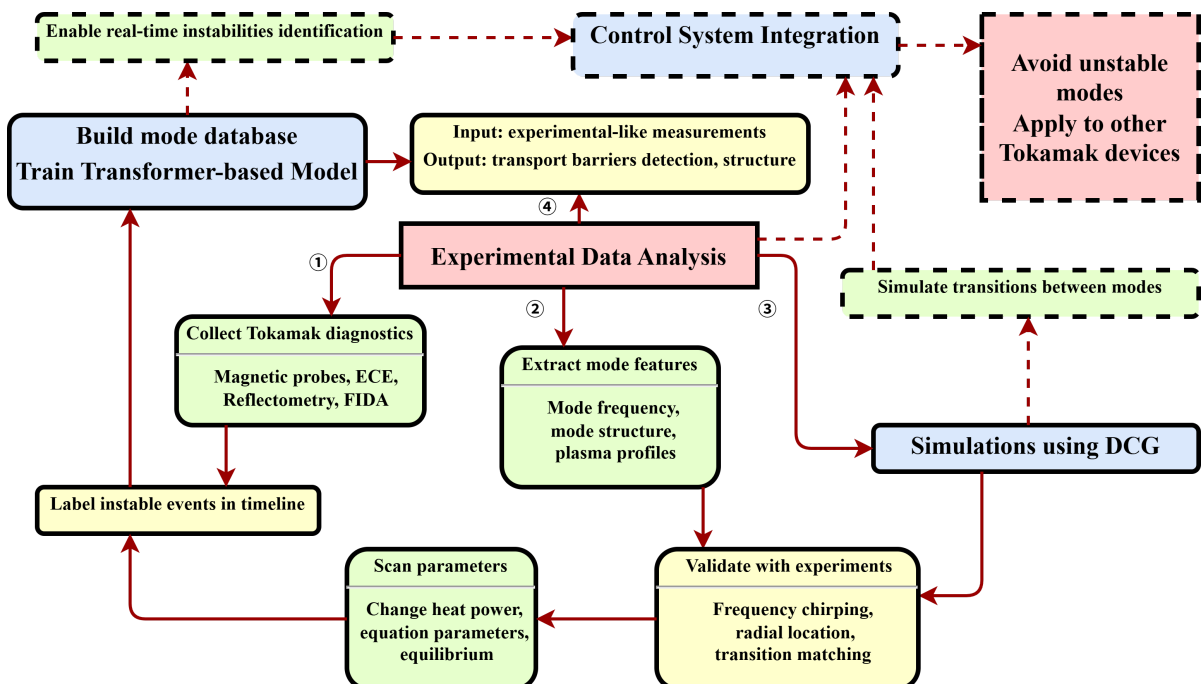 Enable real-time instabilities identification
Control System Integration
Avoid unstable
modes
Apply to other
Tokamak devices
Build mode database
Train Transformer-based Model
Input: experimental-like measurements
Output: transport barriers detection, structure
④
Experimental Data Analysis
①
②
③
Simulate transitions between modes
Collect Tokamak diagnostics
Magnetic probes, ECE,
Reflectometry, FIDA
Extract mode features
Mode frequency,
mode structure,
plasma profiles
Simulations using DCG
Label instable events in timeline
Scan parameters
Change heat power,
equation parameters,
equilibrium
Validate with experiments
Frequency chirping,
radial location,
transition matching